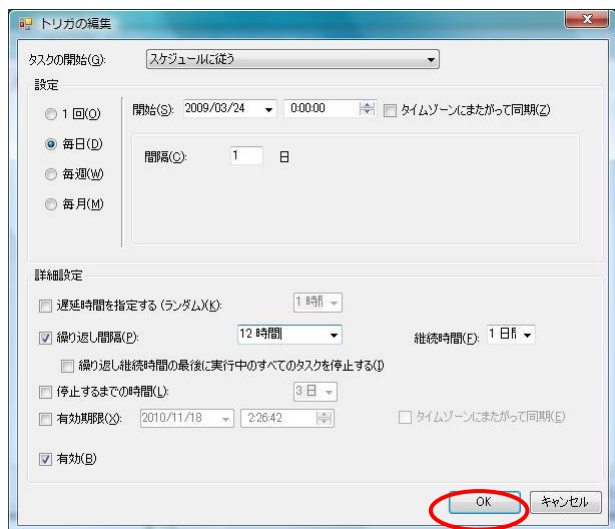 トリガの編集
タスクの開始(G): スケジュールに従う
設定
1 回(O)
毎日(D)
毎週(W)
毎月(M)
開始(S): 2009/03/24 0:00:00 タイムゾーンにまたがって同期(Z)
間隔(C): 1 日
詳細設定
遅延時間を指定する (ランダム)(K): 1 時間
繰り返し間隔(P): 12 時間 継続時間(F): 1 日間
繰り返し継続時間の最後に実行中のすべてのタスクを停止する(I)
停止するまでの時間(L): 3 日
有効期限(X): 2010/11/18 2:26:42 タイムゾーンにまたがって同期(E)
有効(B)
OK キャンセル